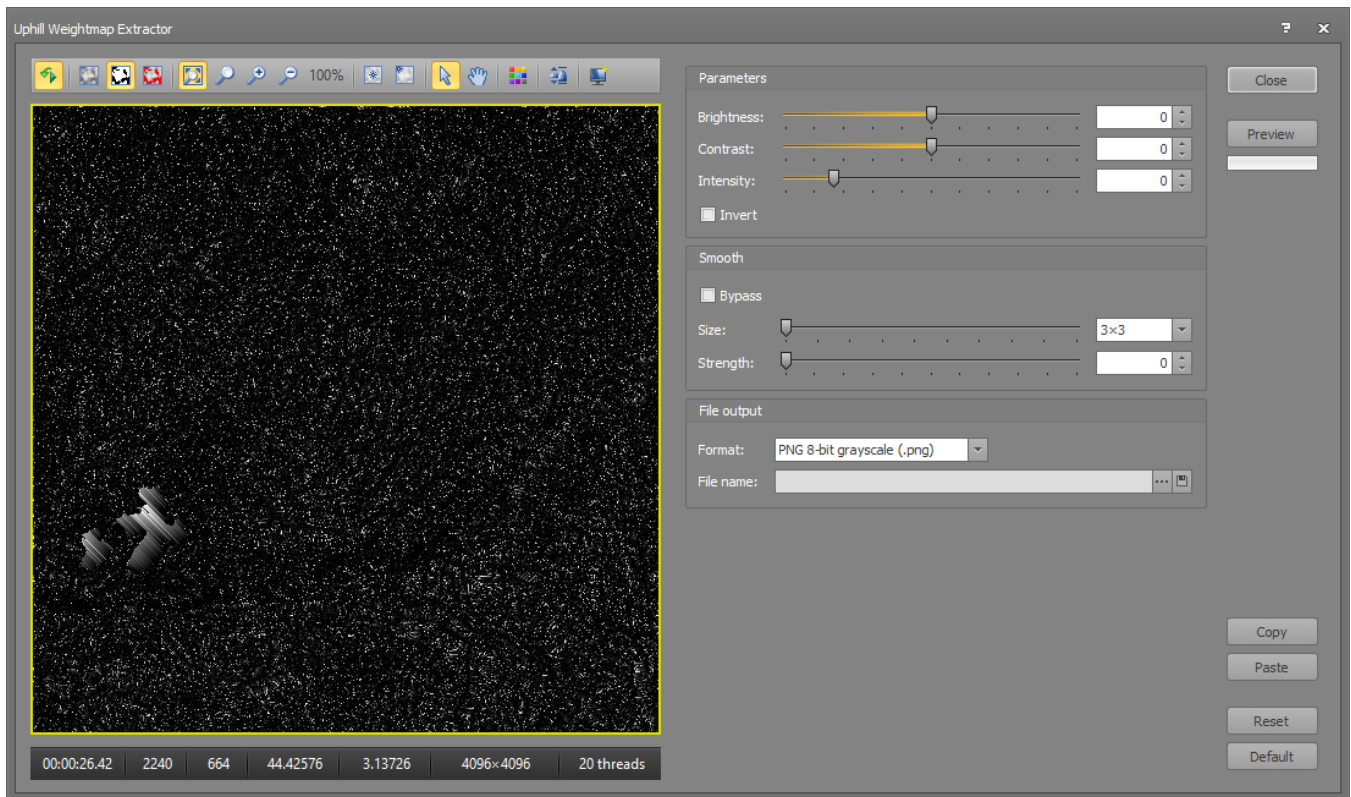 Uphill Weightmap Extractor
100%
Parameters
Brightness: 0
Contrast: 0
Intensity: 0
Invert
Smooth
Bypass
Size: 3×3
Strength: 0
File output
Format: PNG 8-bit grayscale (.png)
File name:
Close
Preview
Copy
Paste
Reset
Default
00:00:26.42 2240 664 44.42576 3.13726 4096×4096 20 threads